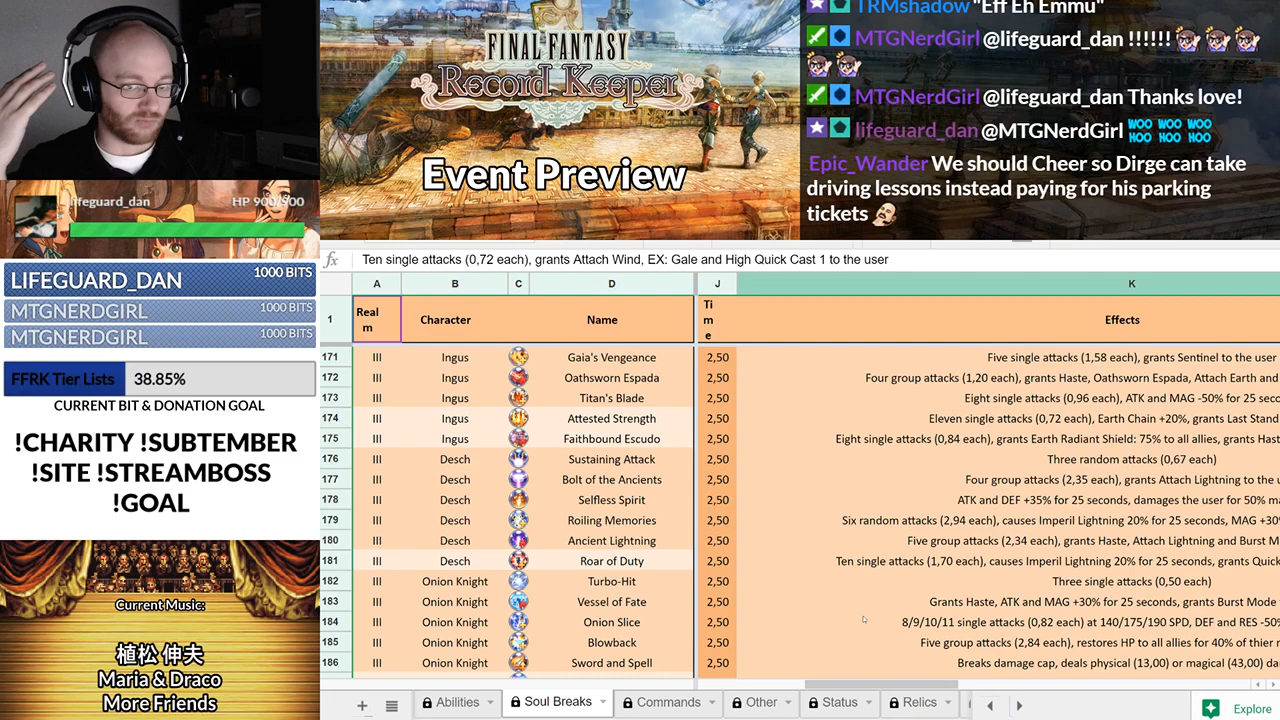 TRMshadow "Eff Eh Emmu"
MTGNerdGirl @lifeguard_dan !!!!!!
MTGNerdGirl @lifeguard_dan Thanks love!
lifeguard_dan @MTGNerdGirl WOO WOO WOO
HOO HOO HOO
Epic_Wander We should Cheer so Dirge can take
driving lessons instead paying for his parking
tickets
FINAL FANTASY
Record Keeper
Event Preview
lifeguard_dan HP 900/900
LIFEGUARD_DAN 1000 BITS
MTGNERDGIRL 1000 BITS
MTGNERDGIRL 1000 BITS
FFRK Tier Lists 38.85%
CURRENT BIT & DONATION GOAL
!CHARITY !SUBTEMBER
!SITE !STREAMBOSS
!GOAL
Current Music:
植松 伸夫
Maria & Draco
More Friends
fx Ten single attacks (0,72 each), grants Attach Wind, EX: Gale and High Quick Cast 1 to the user
A B C D J K
1 Realm Character Name Time Effects
171 III Ingus Gaia's Vengeance 2,50 Five single attacks (1,58 each), grants Sentinel to the user
172 III Ingus Oathsworn Espada 2,50 Four group attacks (1,20 each), grants Haste, Oathsworn Espada, Attach Earth and
173 III Ingus Titan's Blade 2,50 Eight single attacks (0,96 each), ATK and MAG -50% for 25 seco
174 III Ingus Attested Strength 2,50 Eleven single attacks (0,72 each), Earth Chain +20%, grants Last Stand
175 III Ingus Faithbound Escudo 2,50 Eight single attacks (0,84 each), grants Earth Radiant Shield: 75% to all allies, grants Hast
176 III Desch Sustaining Attack 2,50 Three random attacks (0,67 each)
177 III Desch Bolt of the Ancients 2,50 Four group attacks (2,35 each), grants Attach Lightning to the user
178 III Desch Selfless Spirit 2,50 ATK and DEF +35% for 25 seconds, damages the user for 50% ma
179 III Desch Roiling Memories 2,50 Six random attacks (2,94 each), causes Imperil Lightning 20% for 25 seconds, MAG +30%
180 III Desch Ancient Lightning 2,50 Five group attacks (2,34 each), grants Haste, Attach Lightning and Burst M
181 III Desch Roar of Duty 2,50 Ten single attacks (1,70 each), causes Imperil Lightning 20% for 25 seconds, grants Quick
182 III Onion Knight Turbo-Hit 2,50 Three single attacks (0,50 each)
183 III Onion Knight Vessel of Fate 2,50 Grants Haste, ATK and MAG +30% for 25 seconds, grants Burst Mode
184 III Onion Knight Onion Slice 2,50 8/9/10/11 single attacks (0,82 each) at 140/175/190 SPD, DEF and RES -50%
185 III Onion Knight Blowback 2,50 Five group attacks (2,84 each), restores HP to all allies for 40% of thier
186 III Onion Knight Sword and Spell 2,50 Breaks damage cap, deals physical (13,00) or magical (43,00) da
Abilities Soul Breaks Commands Other Status Relics Explore